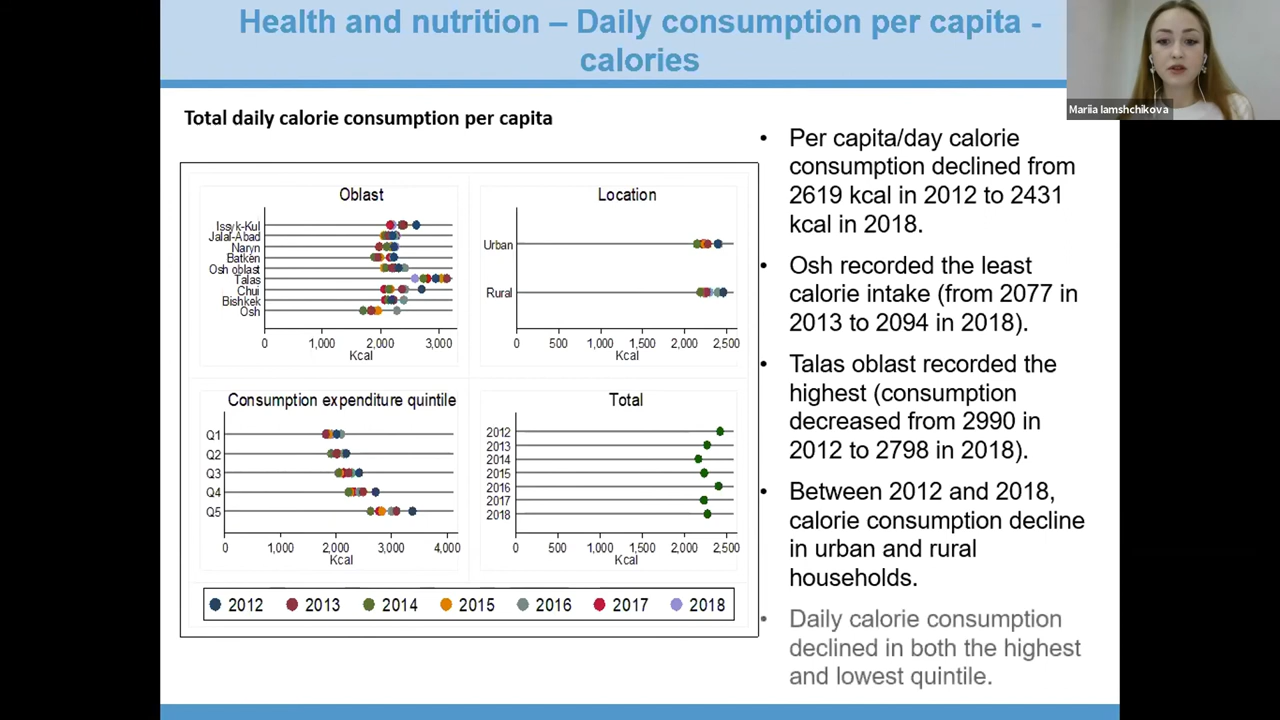 Health and nutrition – Daily consumption per capita -
calories
Mariia Iamshchikova
Total daily calorie consumption per capita
Oblast
Issyk-Kul
Jalal-Abad
Naryn
Batken
Osh oblast
Talas
Chui
Bishkek
Osh
0 1,000 2,000 3,000
Kcal
Location
Urban
Rural
0 500 1,000 1,500 2,000 2,500
Kcal
Consumption expenditure quintile
Q1
Q2
Q3
Q4
Q5
0 1,000 2,000 3,000 4,000
Kcal
Total
2012
2013
2014
2015
2016
2017
2018
0 500 1,000 1,500 2,000 2,500
Kcal
2012 2013 2014 2015 2016 2017 2018
• Per capita/day calorie
consumption declined from
2619 kcal in 2012 to 2431
kcal in 2018.
• Osh recorded the least
calorie intake (from 2077 in
2013 to 2094 in 2018).
• Talas oblast recorded the
highest (consumption
decreased from 2990 in
2012 to 2798 in 2018).
• Between 2012 and 2018,
calorie consumption decline
in urban and rural
households.
• Daily calorie consumption
declined in both the highest
and lowest quintile.